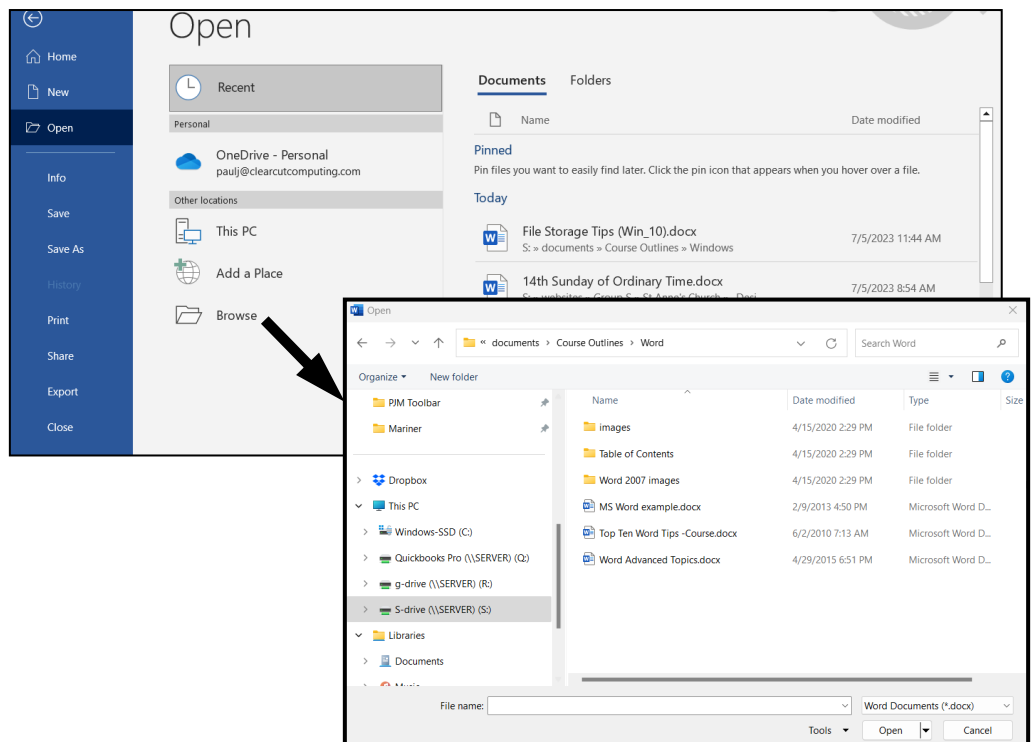 Open
Home
New
Open
Info
Save
Save As
History
Print
Share
Export
Close
Recent
Personal
OneDrive - Personal
paulj@clearcutcomputing.com
Other locations
This PC
Add a Place
Browse
Documents Folders
Name Date modified
Pinned
Pin files you want to easily find later. Click the pin icon that appears when you hover over a file.
Today
File Storage Tips (Win_10).docx 7/5/2023 11:44 AM
S: » documents » Course Outlines » Windows
14th Sunday of Ordinary Time.docx 7/5/2023 8:54 AM
S: » websites » Group S » St Anne's Church »
Open
« documents › Course Outlines › Word
Search Word
Organize New folder
PJM Toolbar
Mariner
Dropbox
This PC
Windows-SSD (C:)
Quickbooks Pro (\\SERVER) (Q:)
g-drive (\\SERVER) (R:)
S-drive (\\SERVER) (S:)
Libraries
Documents
Music
Name Date modified Type Size
images 4/15/2020 2:29 PM File folder
Table of Contents 4/15/2020 2:29 PM File folder
Word 2007 images 4/15/2020 2:29 PM File folder
MS Word example.docx 2/9/2013 4:50 PM Microsoft Word D...
Top Ten Word Tips -Course.docx 6/2/2010 7:13 AM Microsoft Word D...
Word Advanced Topics.docx 4/29/2015 6:51 PM Microsoft Word D...
File name: Word Documents (*.docx)
Tools Open Cancel